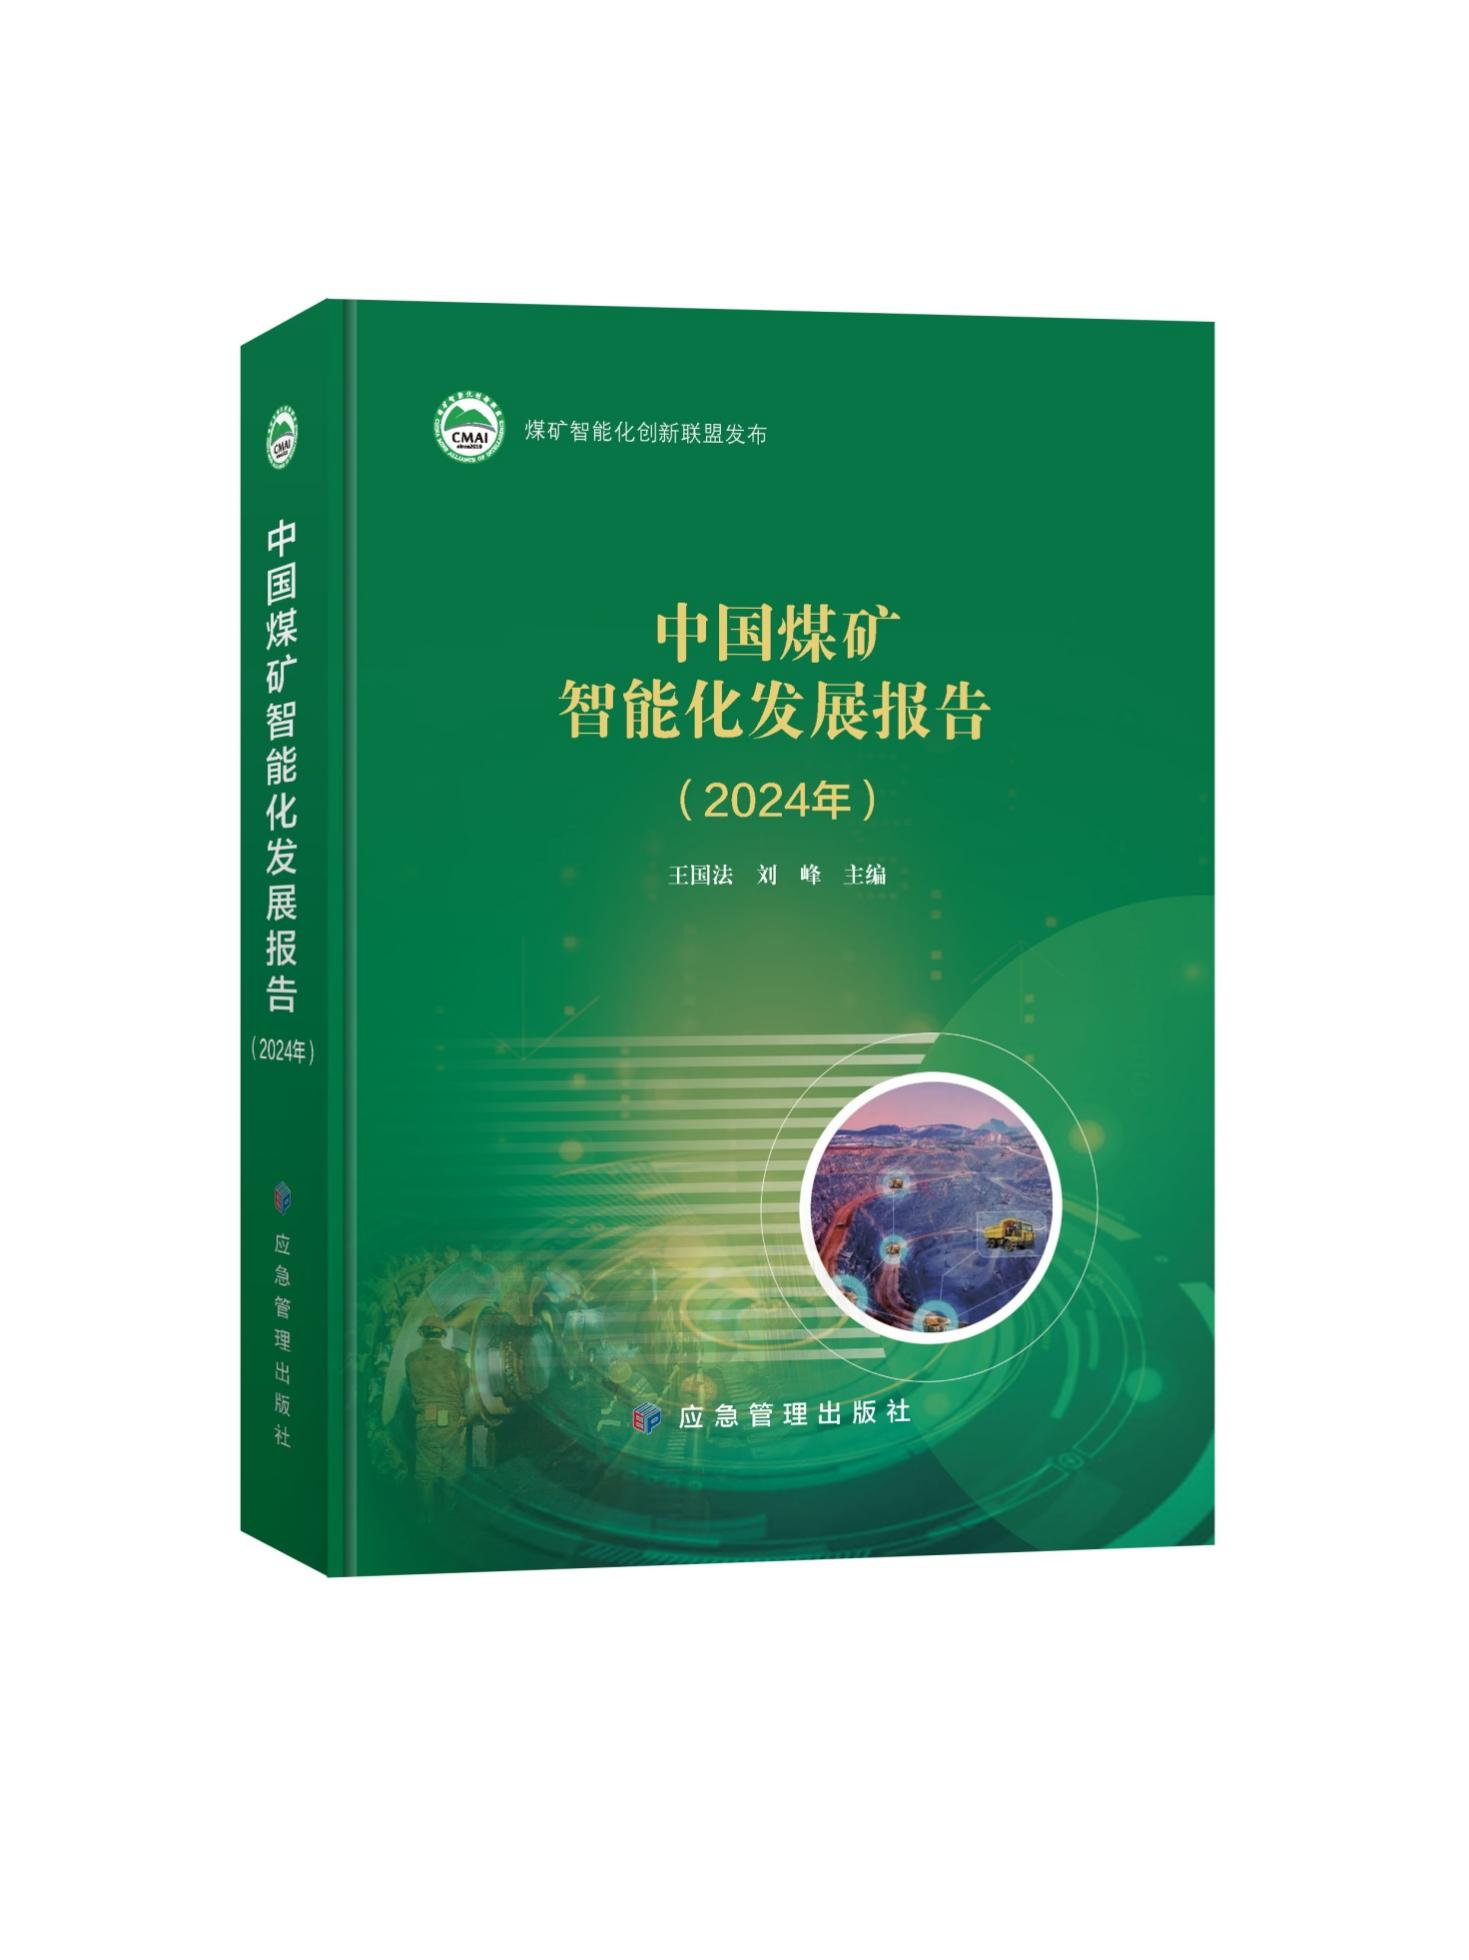 CMAI
since2019
煤矿智能化创新联盟发布
中国煤矿
智能化发展报告
（2024年）
王国法 刘 峰 主编
EP
应急管理出版社
CMAI
中国煤矿智能化发展报告
（2024年）
应急管理出版社